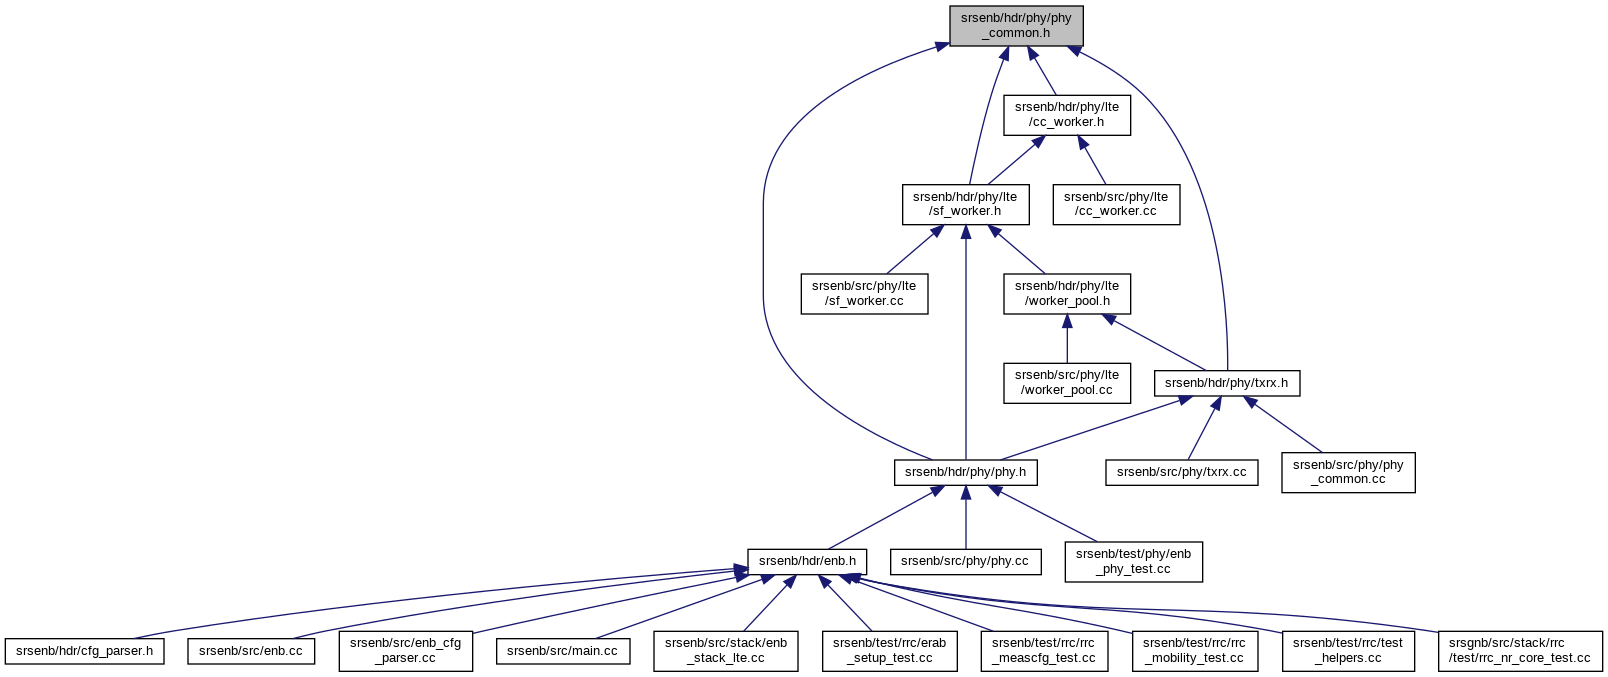 srsenb/hdr/phy/phy
_common.h
srsenb/hdr/phy/lte
/cc_worker.h
srsenb/hdr/phy/lte
/sf_worker.h
srsenb/src/phy/lte
/cc_worker.cc
srsenb/src/phy/lte
/sf_worker.cc
srsenb/hdr/phy/lte
/worker_pool.h
srsenb/src/phy/lte
/worker_pool.cc
srsenb/hdr/phy/txrx.h
srsenb/hdr/phy/phy.h
srsenb/src/phy/txrx.cc
srsenb/src/phy/phy
_common.cc
srsenb/hdr/enb.h
srsenb/src/phy/phy.cc
srsenb/test/phy/enb
_phy_test.cc
srsenb/hdr/cfg_parser.h
srsenb/src/enb.cc
srsenb/src/enb_cfg
_parser.cc
srsenb/src/main.cc
srsenb/src/stack/enb
_stack_lte.cc
srsenb/test/rrc/erab
_setup_test.cc
srsenb/test/rrc/rrc
_meascfg_test.cc
srsenb/test/rrc/rrc
_mobility_test.cc
srsenb/test/rrc/test
_helpers.cc
srsgnb/src/stack/rrc
/test/rrc_nr_core_test.cc